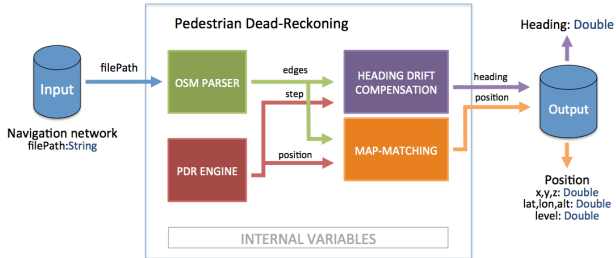 Pedestrian Dead-Reckoning
Heading: Double
filePath
Input
OSM PARSER
edges
step
HEADING DRIFT
COMPENSATION
heading
position
Output
Navigation network
filePath:String
PDR ENGINE
position
MAP-MATCHING
Position
x,y,z: Double
lat,lon,alt: Double
level: Double
INTERNAL VARIABLES